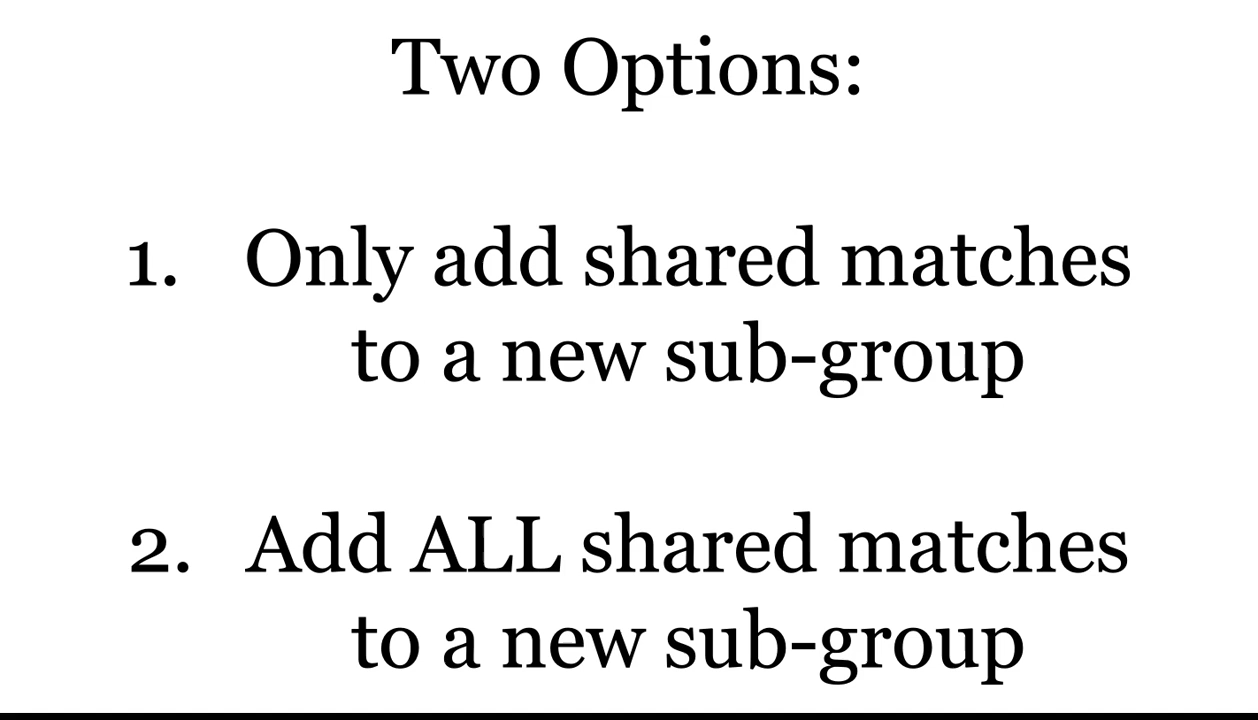 Two Options:
1. Only add shared matches
to a new sub-group
2. Add ALL shared matches
to a new sub-group